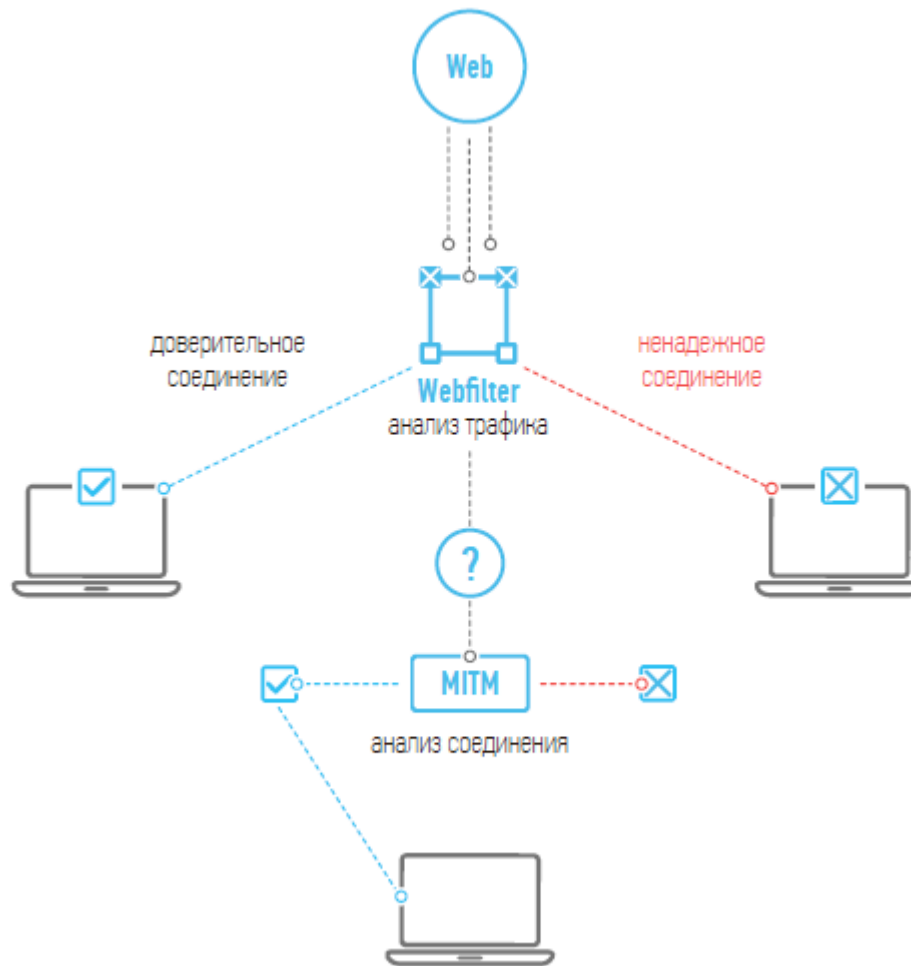 Web
доверительное
соединение
ненадежное
соединение
Webfilter
анализ трафика
?
MITM
анализ соединения